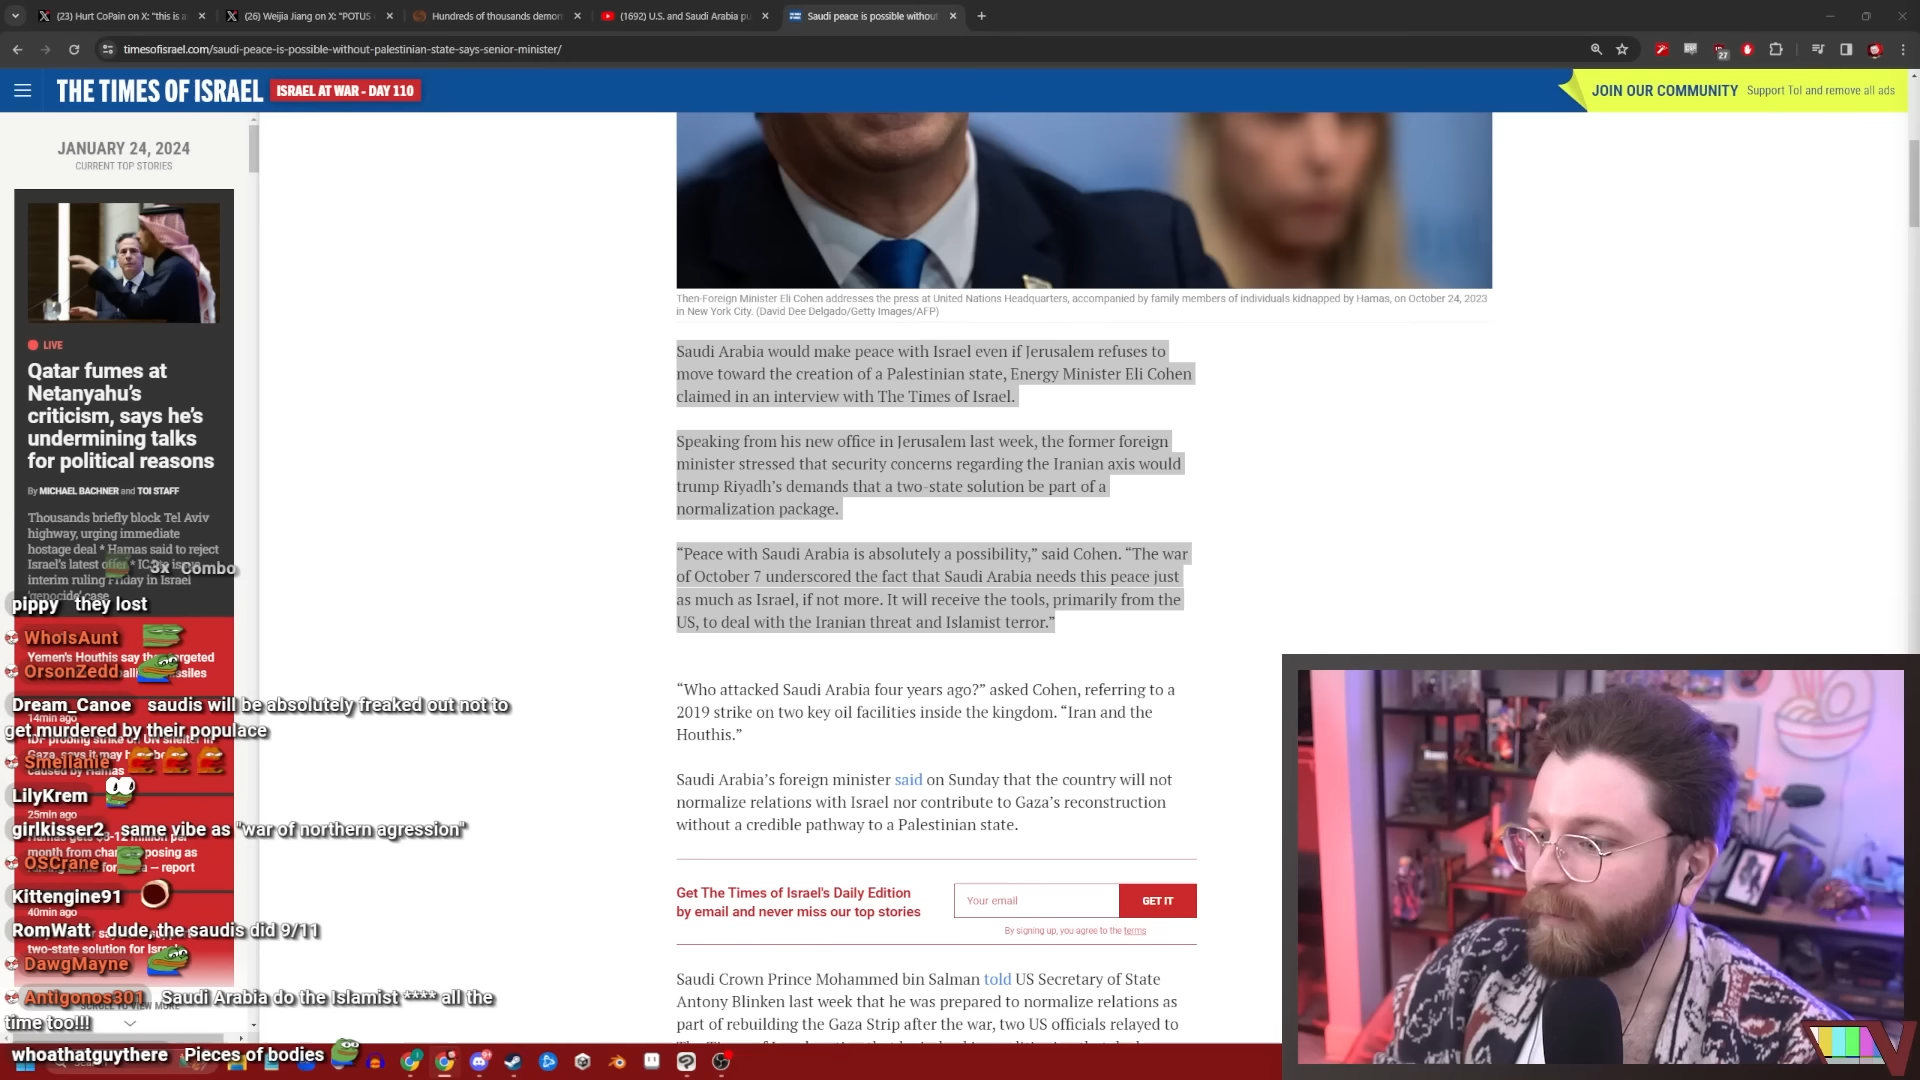 (23) Hurt CoPain on X: "this is a
(26) Weijia Jiang on X: "POTUS
Hundreds of thousands demon
(1692) U.S. and Saudi Arabia pu
Saudi peace is possible without
timesofisrael.com/saudi-peace-is-possible-without-palestinian-state-says-senior-minister/
27
THE TIMES OF ISRAEL
ISRAEL AT WAR - DAY 110
JOIN OUR COMMUNITY Support ToI and remove all ads
JANUARY 24, 2024
CURRENT TOP STORIES
LIVE
Qatar fumes at
Netanyahu's
criticism, says he's
undermining talks
for political reasons
By MICHAEL BACHNER and TOI STAFF
Thousands briefly block Tel Aviv
highway, urging immediate
hostage deal * Hamas said to reject
Israel's latest offer * ICJ to issue
interim ruling Friday in Israel
'genocide' case
3x Combo
pippy they lost
WhoIsAunt
Yemen's Houthis say they targeted
OrsonZedd
Dream_Canoe saudis will be absolutely freaked out not to
get murdered by their populace
14min ago
IDF probing strike on UN shelter in
Gaza, says it may
caused by Hamas
Smellanie
LilyKrem
25min ago
girlkisser2 same vibe as "war of northern agression"
month from posing as
OSCrane
— report
Kittengine91
40min ago
RomWatt dude, the saudis did 9/11
two-state solution for
DawgMayne
Antigonos301 Saudi Arabia do the Islamist **** all the
time too!!!
SCROLL TO VIEW MORE
whoathatguythere Pieces of bodies
Then-Foreign Minister Eli Cohen addresses the press at United Nations Headquarters, accompanied by family members of individuals kidnapped by Hamas, on October 24, 2023
in New York City. (David Dee Delgado/Getty Images/AFP)
Saudi Arabia would make peace with Israel even if Jerusalem refuses to
move toward the creation of a Palestinian state, Energy Minister Eli Cohen
claimed in an interview with The Times of Israel.
Speaking from his new office in Jerusalem last week, the former foreign
minister stressed that security concerns regarding the Iranian axis would
trump Riyadh's demands that a two-state solution be part of a
normalization package.
“Peace with Saudi Arabia is absolutely a possibility,” said Cohen. “The war
of October 7 underscored the fact that Saudi Arabia needs this peace just
as much as Israel, if not more. It will receive the tools, primarily from the
US, to deal with the Iranian threat and Islamist terror.”
“Who attacked Saudi Arabia four years ago?” asked Cohen, referring to a
2019 strike on two key oil facilities inside the kingdom. “Iran and the
Houthis.”
Saudi Arabia's foreign minister said on Sunday that the country will not
normalize relations with Israel nor contribute to Gaza's reconstruction
without a credible pathway to a Palestinian state.
Get The Times of Israel's Daily Edition
by email and never miss our top stories
Your email
GET IT
By signing up, you agree to the terms
Saudi Crown Prince Mohammed bin Salman told US Secretary of State
Antony Blinken last week that he was prepared to normalize relations as
part of rebuilding the Gaza Strip after the war, two US officials relayed to